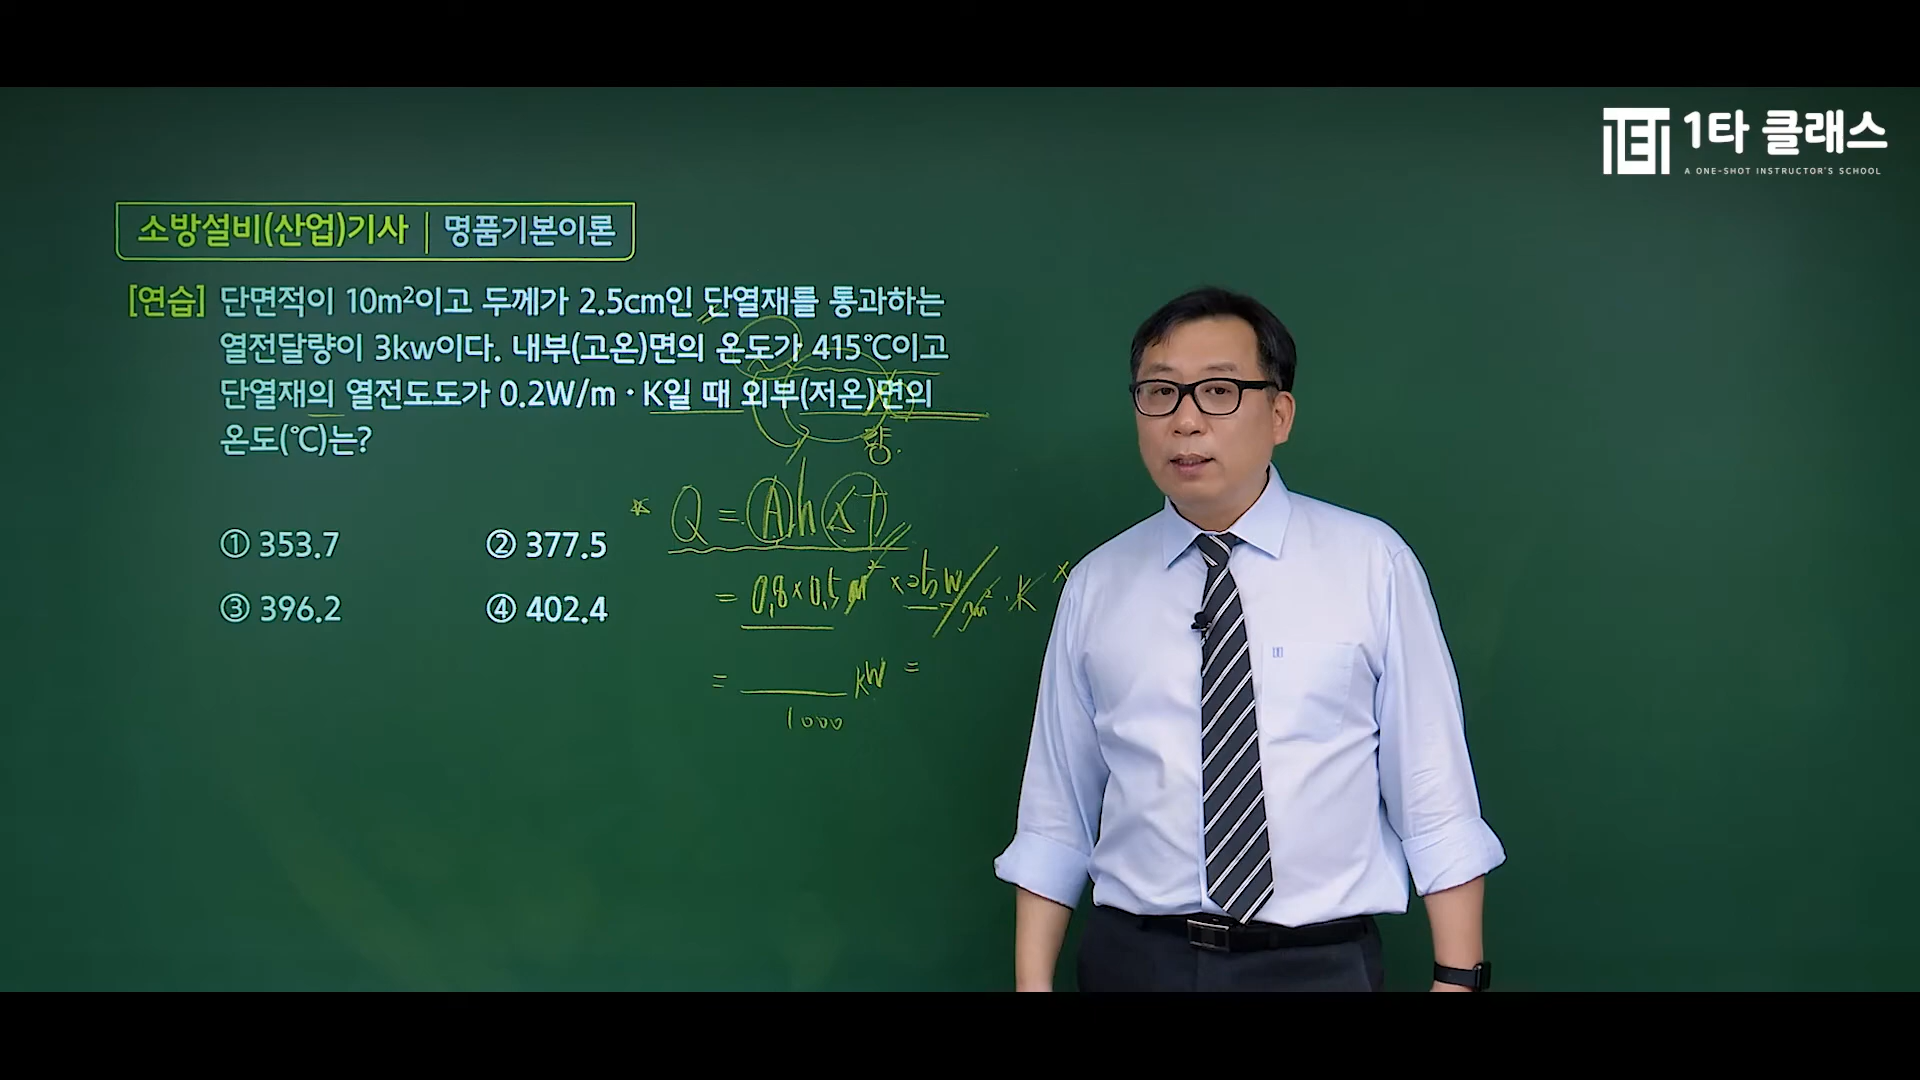 1타 클래스
A ONE-SHOT INSTRUCTOR'S SCHOOL
소방설비(산업)기사 | 명품기본이론
[연습] 단면적이 10m²이고 두께가 2.5cm인 단열재를 통과하는
열전달량이 3kw이다. 내부(고온)면의 온도가 415℃이고
단열재의 열전도도가 0.2W/m · K일 때 외부(저온)면의
온도(℃)는?
① 353.7 ② 377.5
③ 396.2 ④ 402.4
Q = A h Δt
= 0.8 × 0.5 m² × 25 W/m² · K ×
= kW =
1000